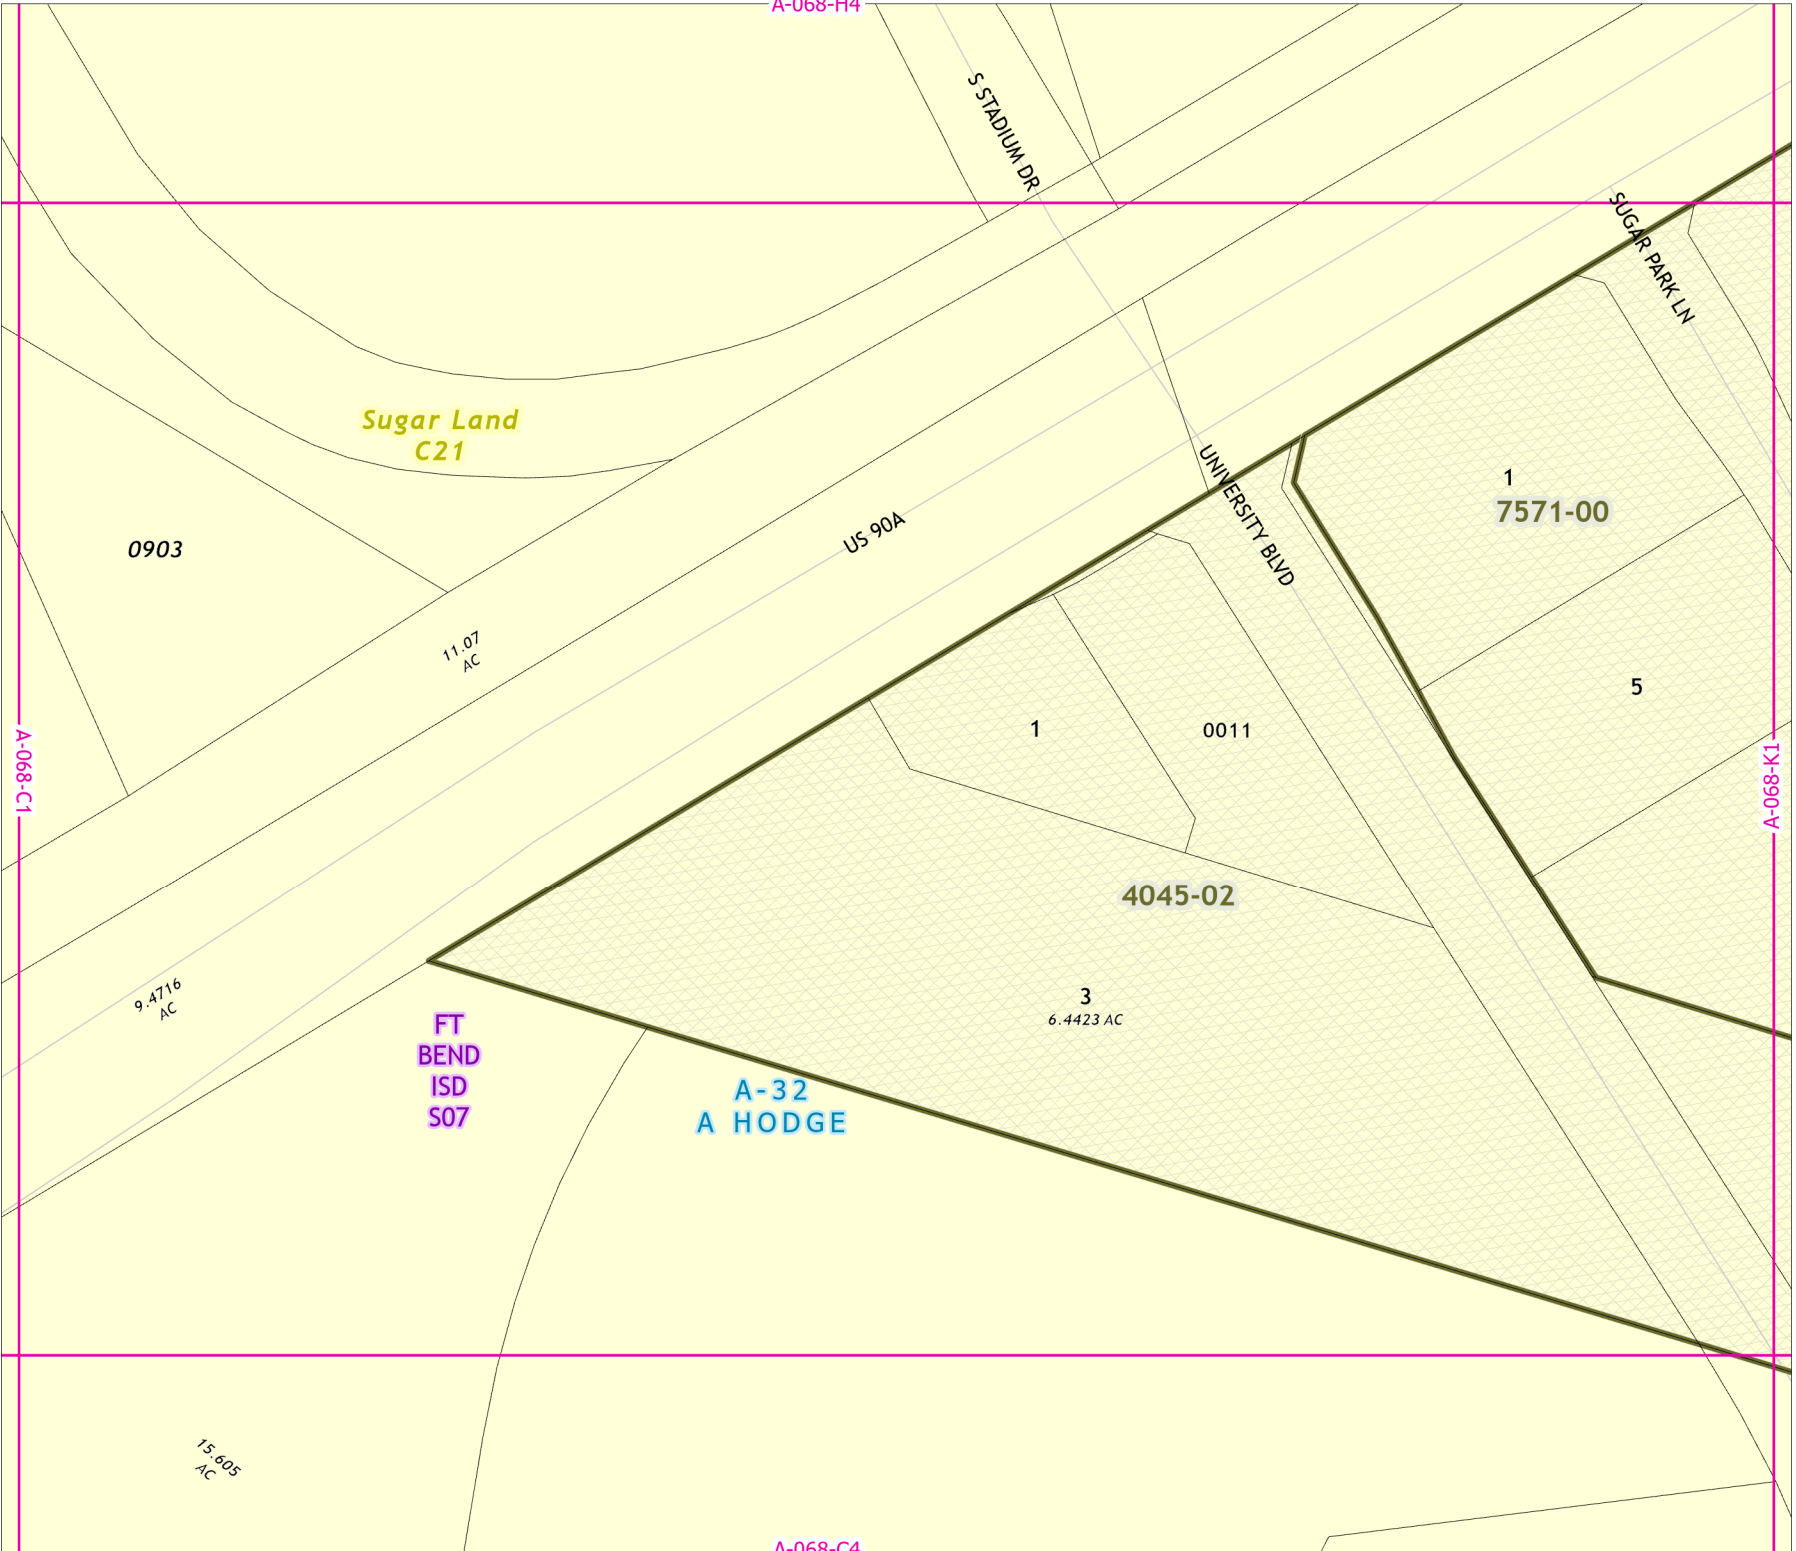 A-068-H4
S STADIUM DR
SUGAR PARK LN
Sugar Land
C21
UNIVERSITY BLVD
1
7571-00
US 90A
0903
11.07
AC
5
1
0011
A-068-C1
A-068-K1
4045-02
9.4716
AC
3
6.4423 AC
FT
BEND
ISD
S07
A-32
A HODGE
15.605
AC
A-068-C4